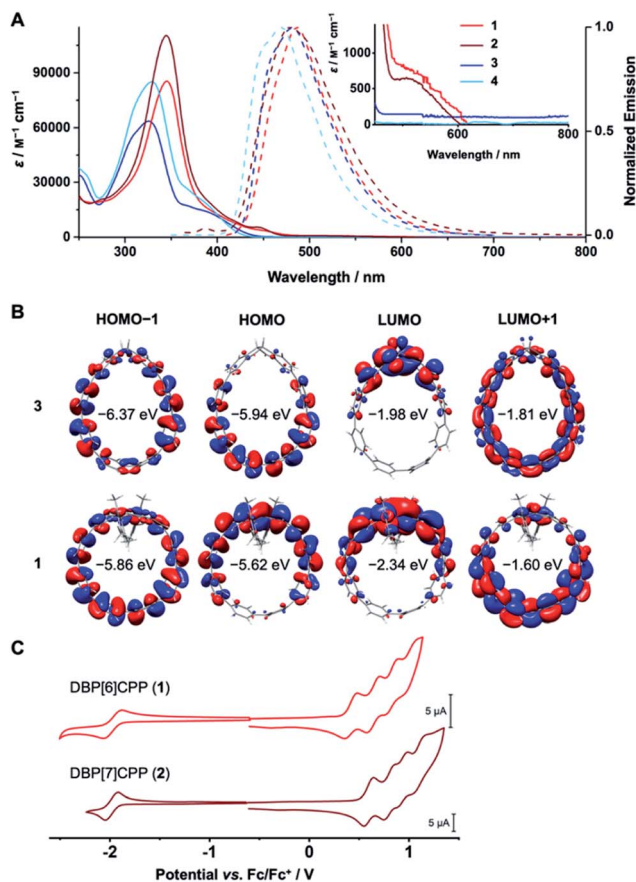 A
ε / M⁻¹ cm⁻¹
90000
60000
30000
0
300 400 500 600 700 800
Wavelength / nm
1.0
0.5
0.0
Normalized Emission
ε / M⁻¹ cm⁻¹
1000
500
0
600 800
Wavelength / nm
1
2
3
4
B
HOMO−1 HOMO LUMO LUMO+1
3
−6.37 eV −5.94 eV −1.98 eV −1.81 eV
1
−5.86 eV −5.62 eV −2.34 eV −1.60 eV
C
DBP[6]CPP (1)
5 µA
DBP[7]CPP (2)
5 µA
-2 -1 0 1
Potential vs. Fc/Fc⁺ / V